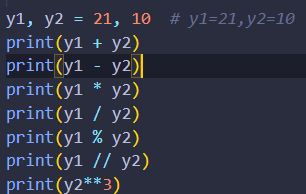 y1, y2 = 21, 10  # y1=21,y2=10
print(y1 + y2)
print(y1 - y2)
print(y1 * y2)
print(y1 / y2)
print(y1 % y2)
print(y1 // y2)
print(y2**3)